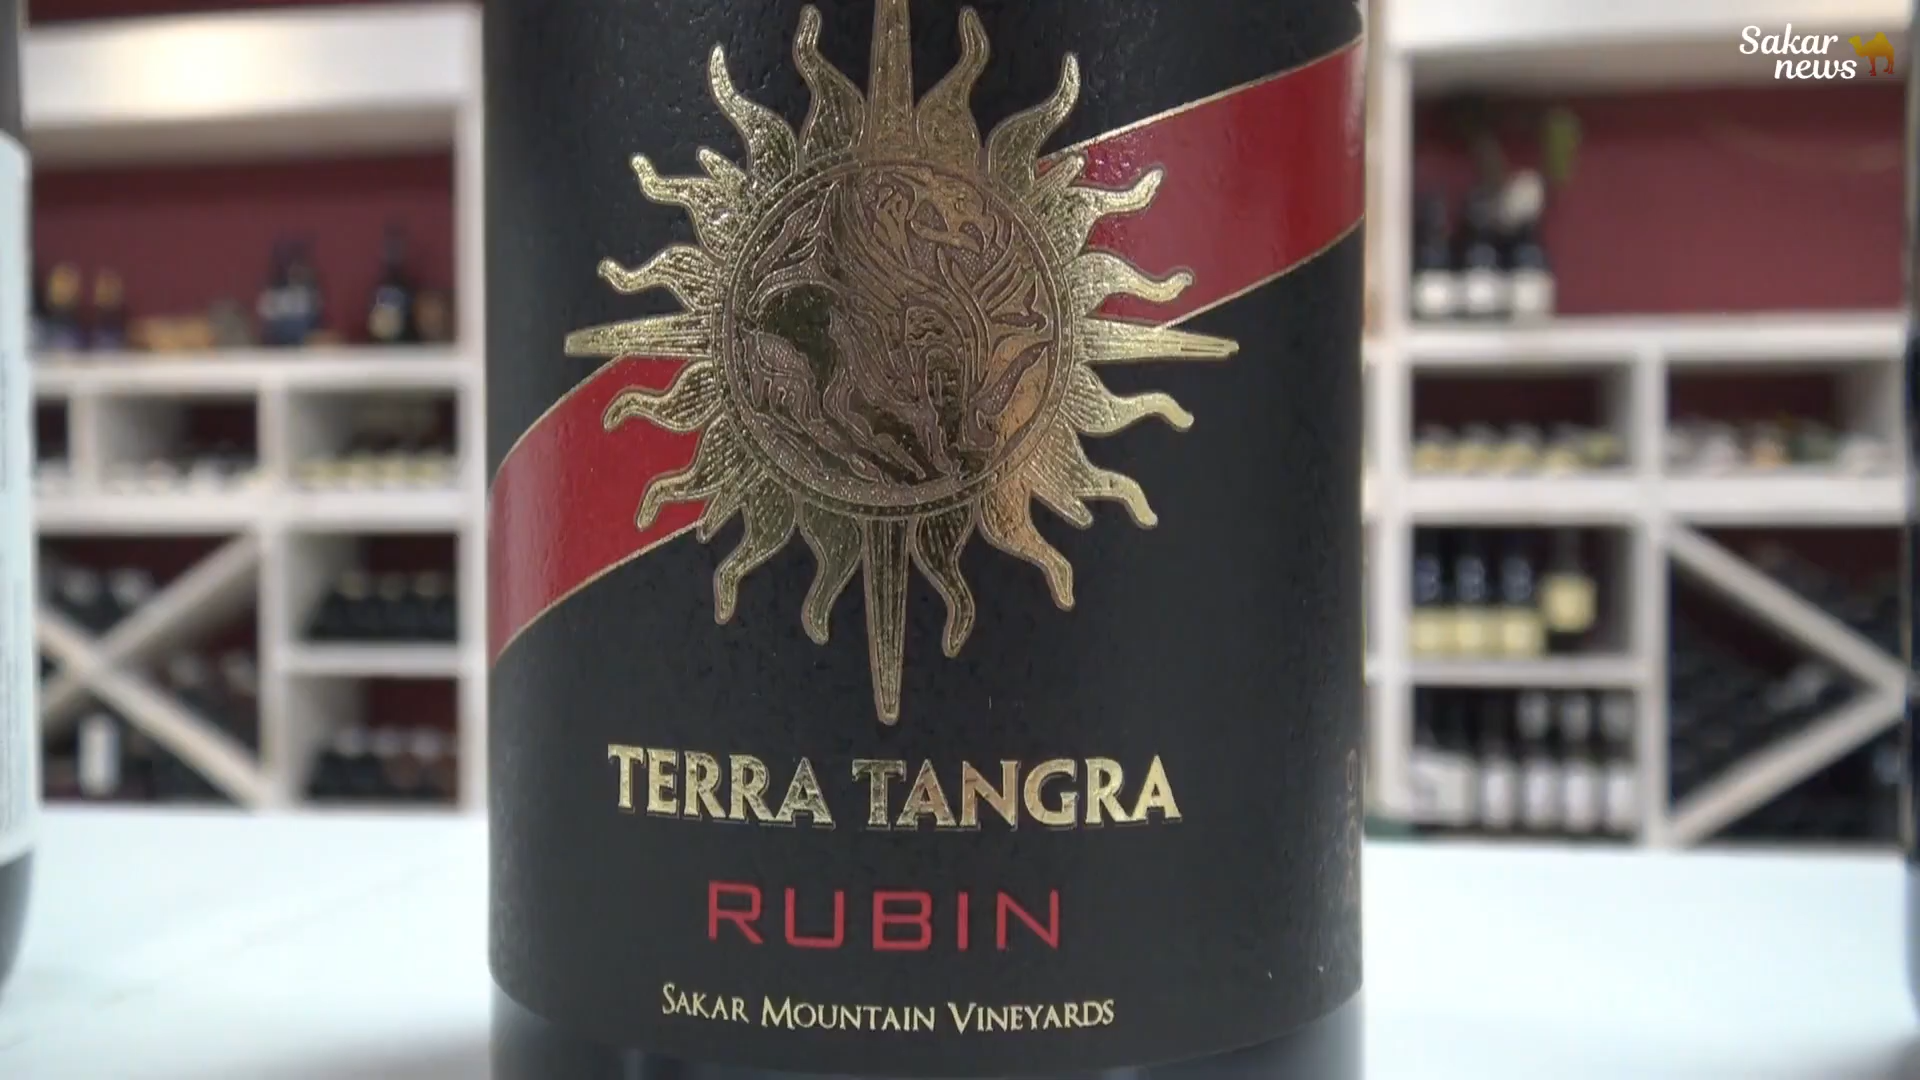 Sakar
news
TERRA TANGRA
RUBIN
SAKAR MOUNTAIN VINEYARDS